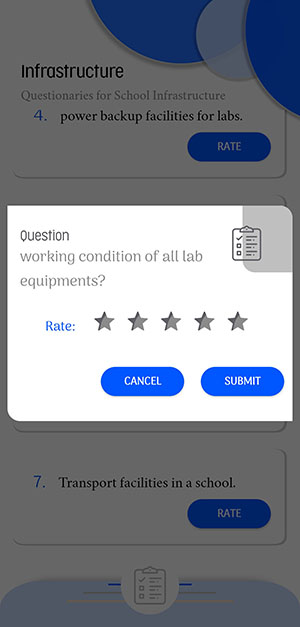 Infrastructure
Questionaries for School Infrastructure
4. power backup facilities for labs.
RATE
Question
working condition of all lab
equipments?
Rate:
CANCEL SUBMIT
7. Transport facilities in a school.
RATE